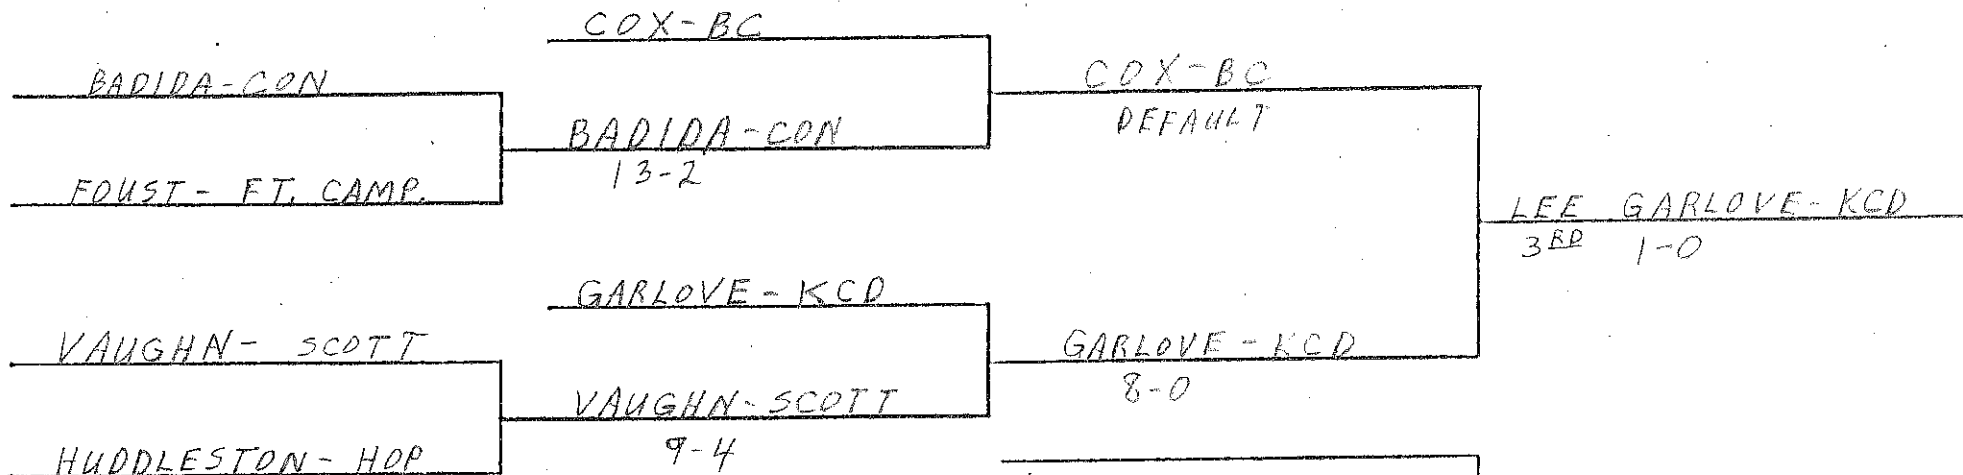 COX-BC
BADIDA-CON
COX-BC
DEFAULT
BADIDA-CON
13-2
FOUST- FT. CAMP.
LEE GARLOVE-KCD
3RD 1-0
GARLOVE-KCD
VAUGHN- SCOTT
GARLOVE-KCD
8-0
VAUGHN-SCOTT
9-4
HUDDLESTON-HOP